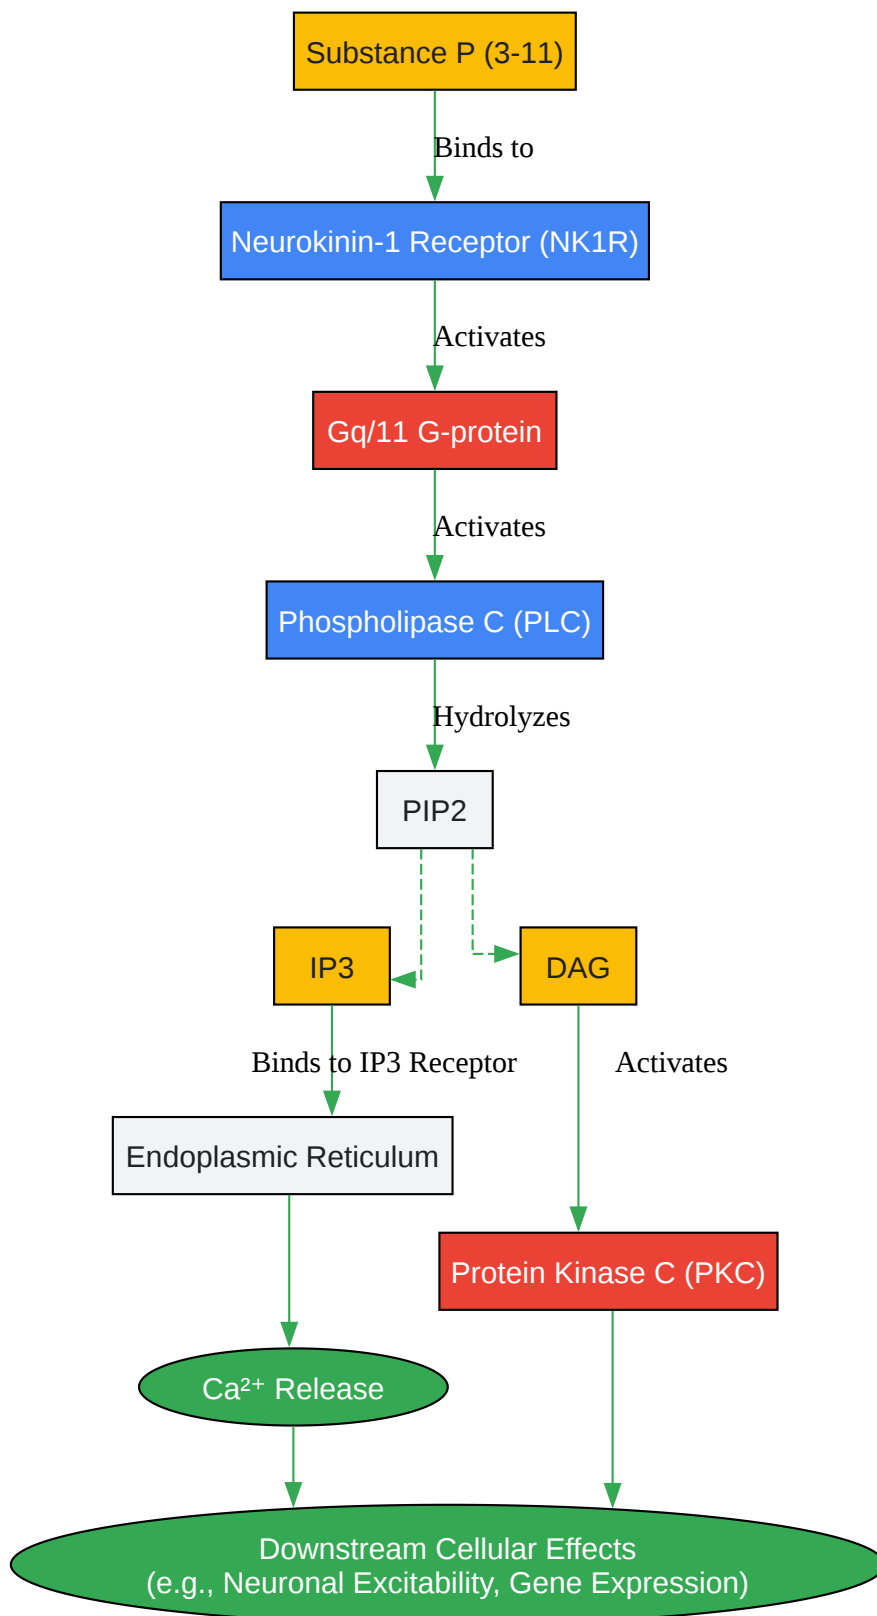 Substance P (3-11)
Binds to
Neurokinin-1 Receptor (NK1R)
Activates
Gq/11 G-protein
Activates
Phospholipase C (PLC)
Hydrolyzes
PIP2
IP3
DAG
Binds to IP3 Receptor
Activates
Endoplasmic Reticulum
Protein Kinase C (PKC)
Ca²⁺ Release
Downstream Cellular Effects
(e.g., Neuronal Excitability, Gene Expression)